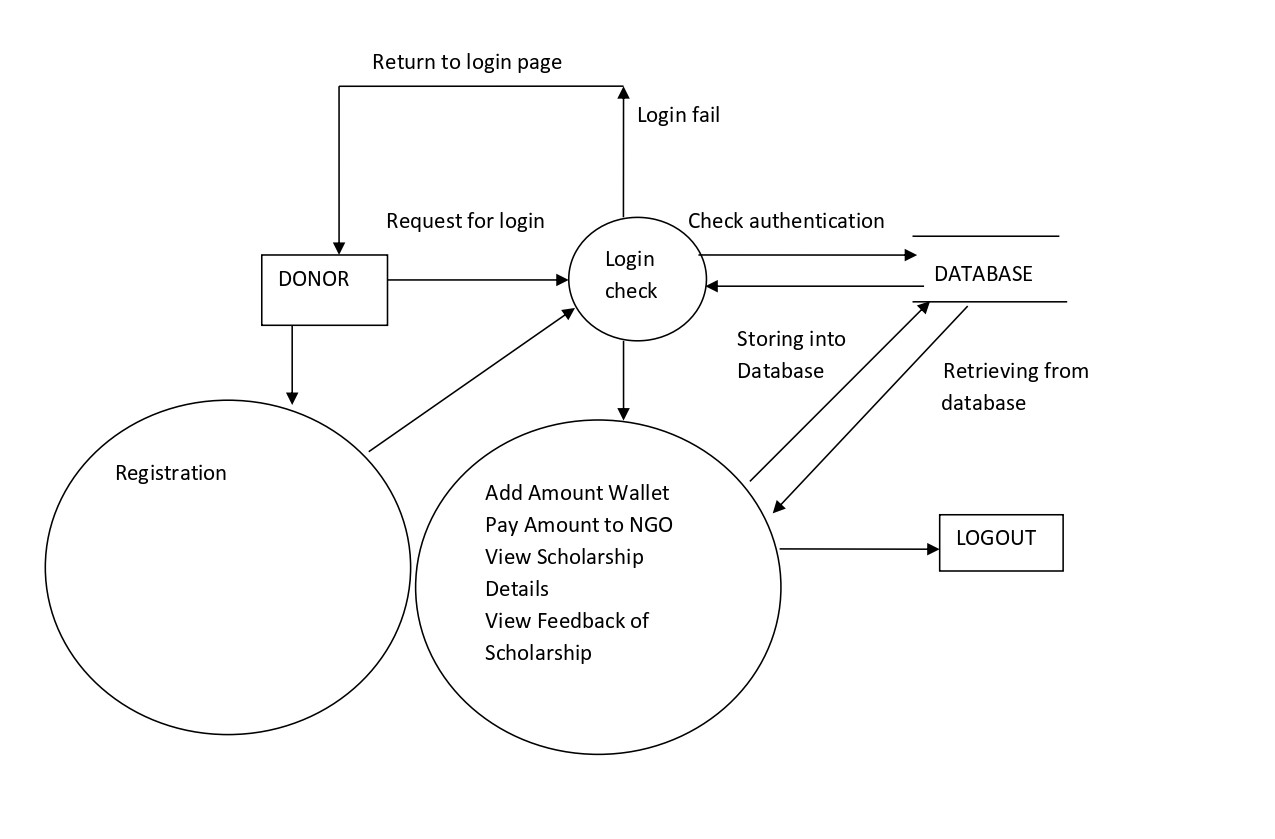 Return to login page
Login fail
Request for login
Check authentication
DONOR
Login
check
DATABASE
Storing into
Database
Retrieving from
database
Registration
Add Amount Wallet
Pay Amount to NGO
View Scholarship
Details
View Feedback of
Scholarship
LOGOUT